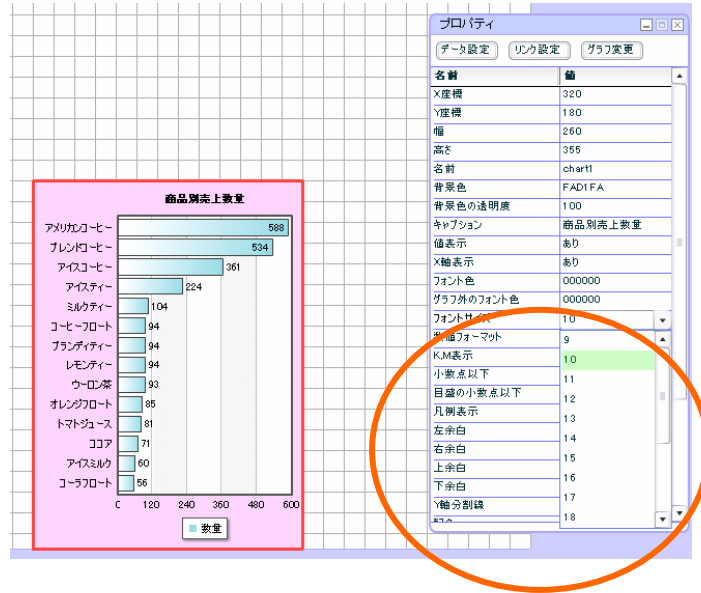 プロパティ
データ設定 リンク設定 グラフ変更
名前 値
X座標 320
Y座標 180
幅 260
高さ 355
名前 chart1
背景色 FAD1FA
背景色の透明度 100
キャプション 商品別売上数量
値表示 あり
X軸表示 あり
フォント色 000000
グラフ外のフォント色 000000
フォントサイズ 10
数値フォーマット
K,M表示
小数点以下
目盛の小数点以下
凡例表示
左余白
右余白
上余白
下余白
Y軸分割線
9
10
11
12
13
14
15
16
17
18
商品別売上数量
アメリカンコーヒー 588
ブレンドコーヒー 534
アイスコーヒー 361
アイスティー 224
ミルクティー 104
コーヒーフロート 94
ブランディティー 94
レモンティー 94
ウーロン茶 93
オレンジフロート 85
トマトジュース 81
ココア 71
アイスミルク 60
コーラフロート 56
120 240 360 480 600
数量